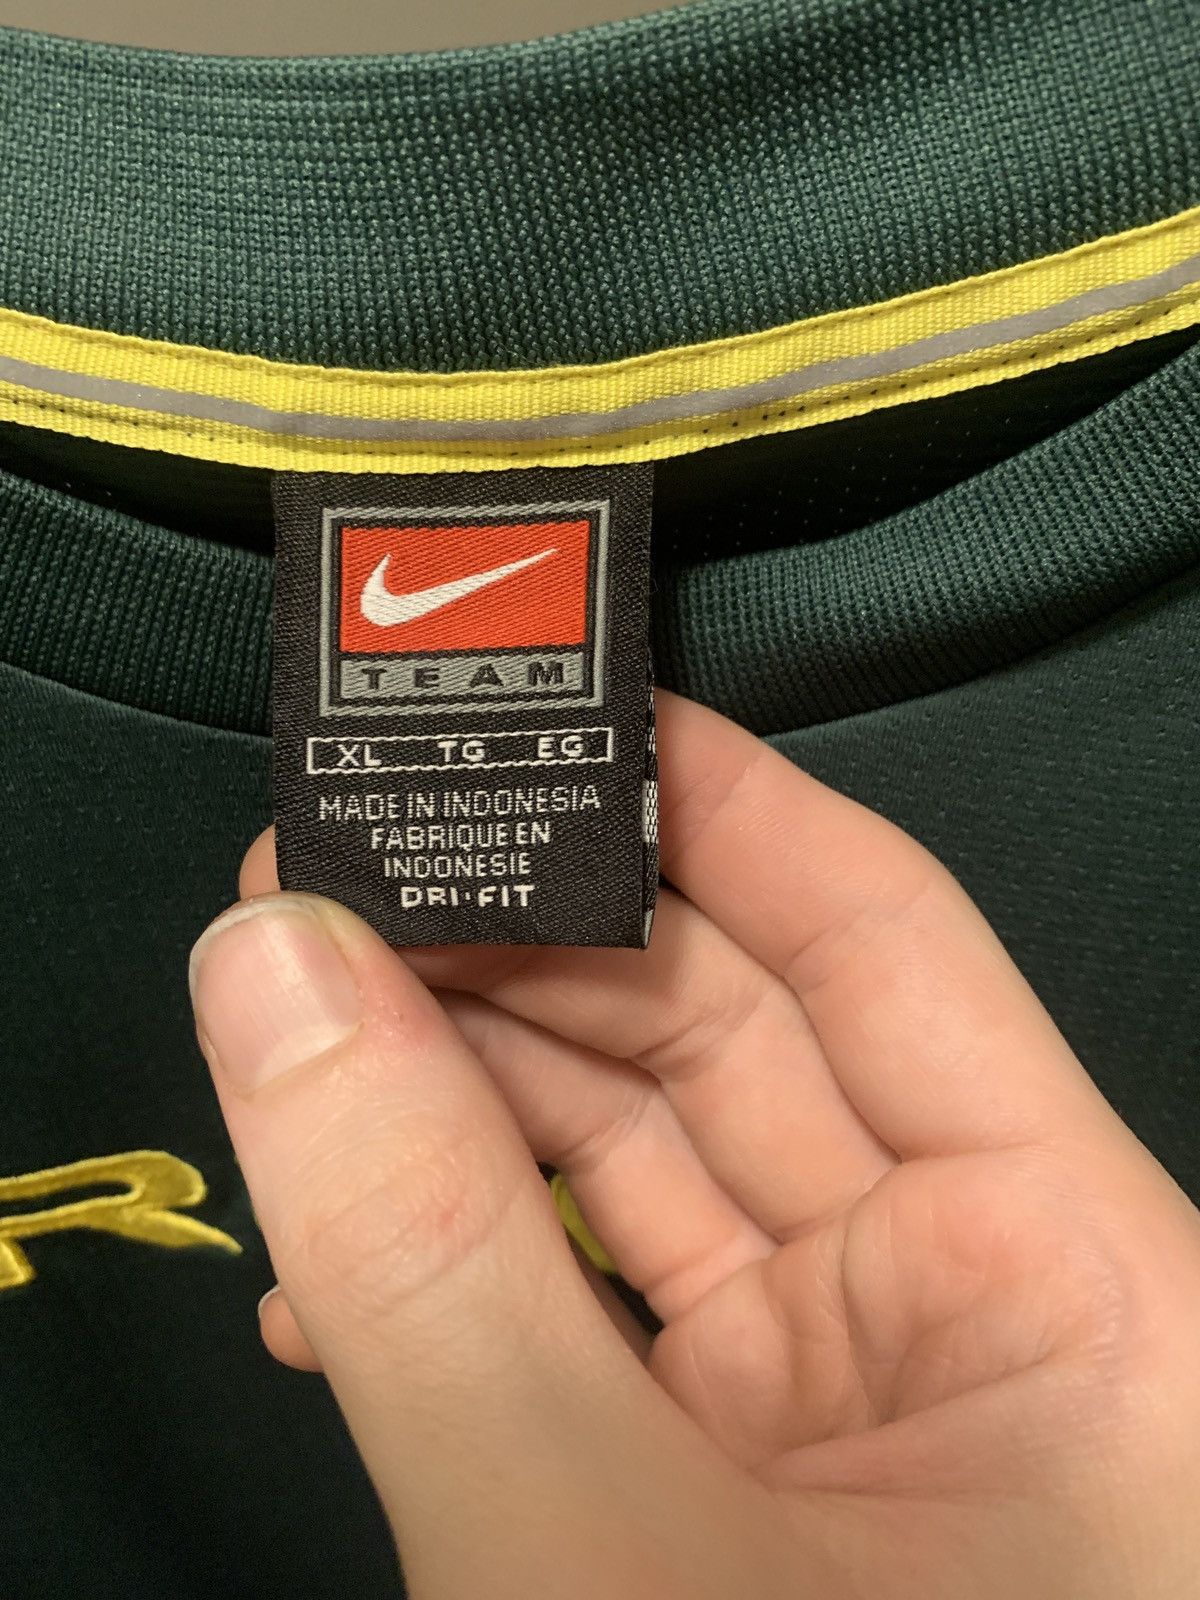 TEAM
XL TG EG
MADE IN INDONESIA
FABRIQUE EN
INDONESIE
DRI·FIT